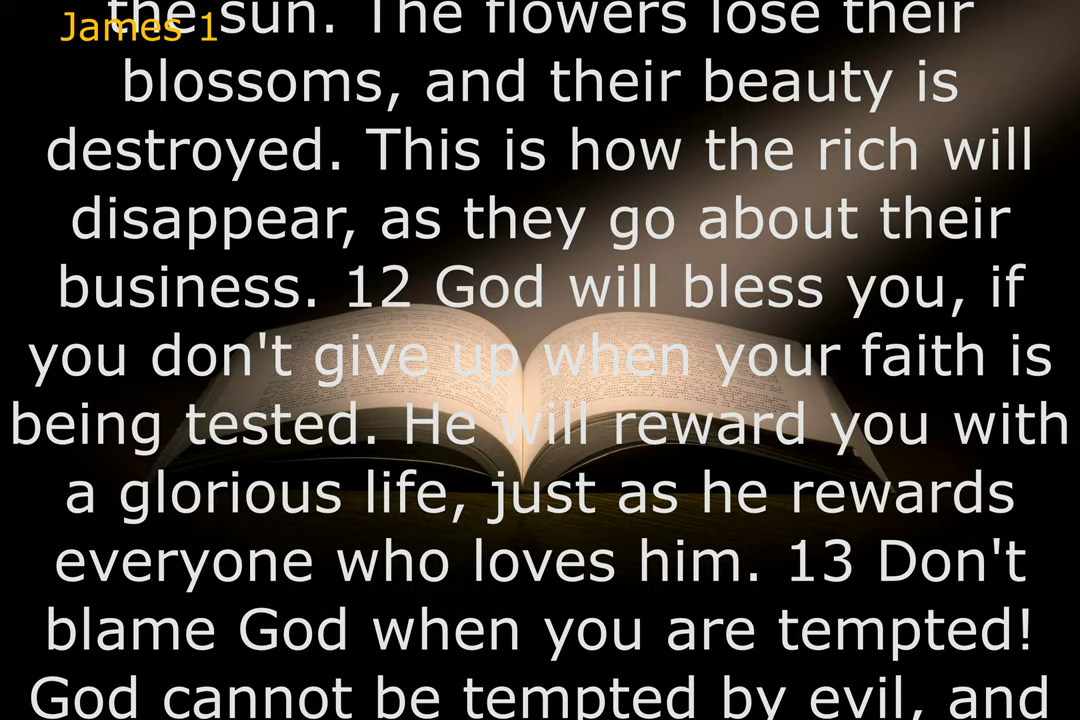 James 1
the sun. The flowers lose their
blossoms, and their beauty is
destroyed. This is how the rich will
disappear, as they go about their
business. 12 God will bless you, if
you don't give up when your faith is
being tested. He will reward you with
a glorious life, just as he rewards
everyone who loves him. 13 Don't
blame God when you are tempted!
God cannot be tempted by evil, and